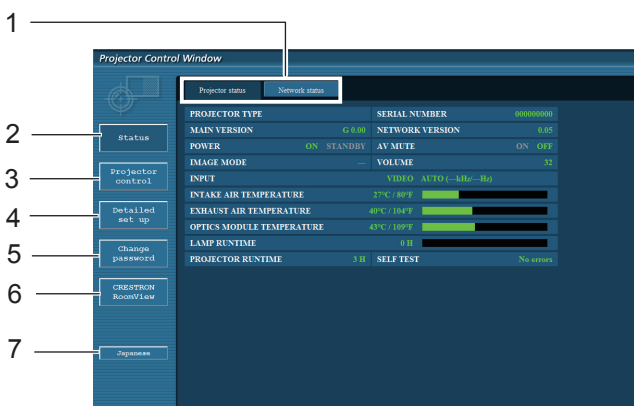 1
Projector Control Window
Projector status Network status
2
Status
3
Projector
control
4
Detailed
set up
5
Change
password
6
CRESTRON
RoomView
7
Japanese
PROJECTOR TYPE SERIAL NUMBER 000000000
MAIN VERSION G 0.00 NETWORK VERSION 0.05
POWER ON STANDBY AV MUTE ON OFF
IMAGE MODE — VOLUME 32
INPUT VIDEO AUTO (—kHz/—Hz)
INTAKE AIR TEMPERATURE 27°C / 80°F
EXHAUST AIR TEMPERATURE 40°C / 104°F
OPTICS MODULE TEMPERATURE 43°C / 109°F
LAMP RUNTIME 0 H
PROJECTOR RUNTIME 3 H SELF TEST No errors